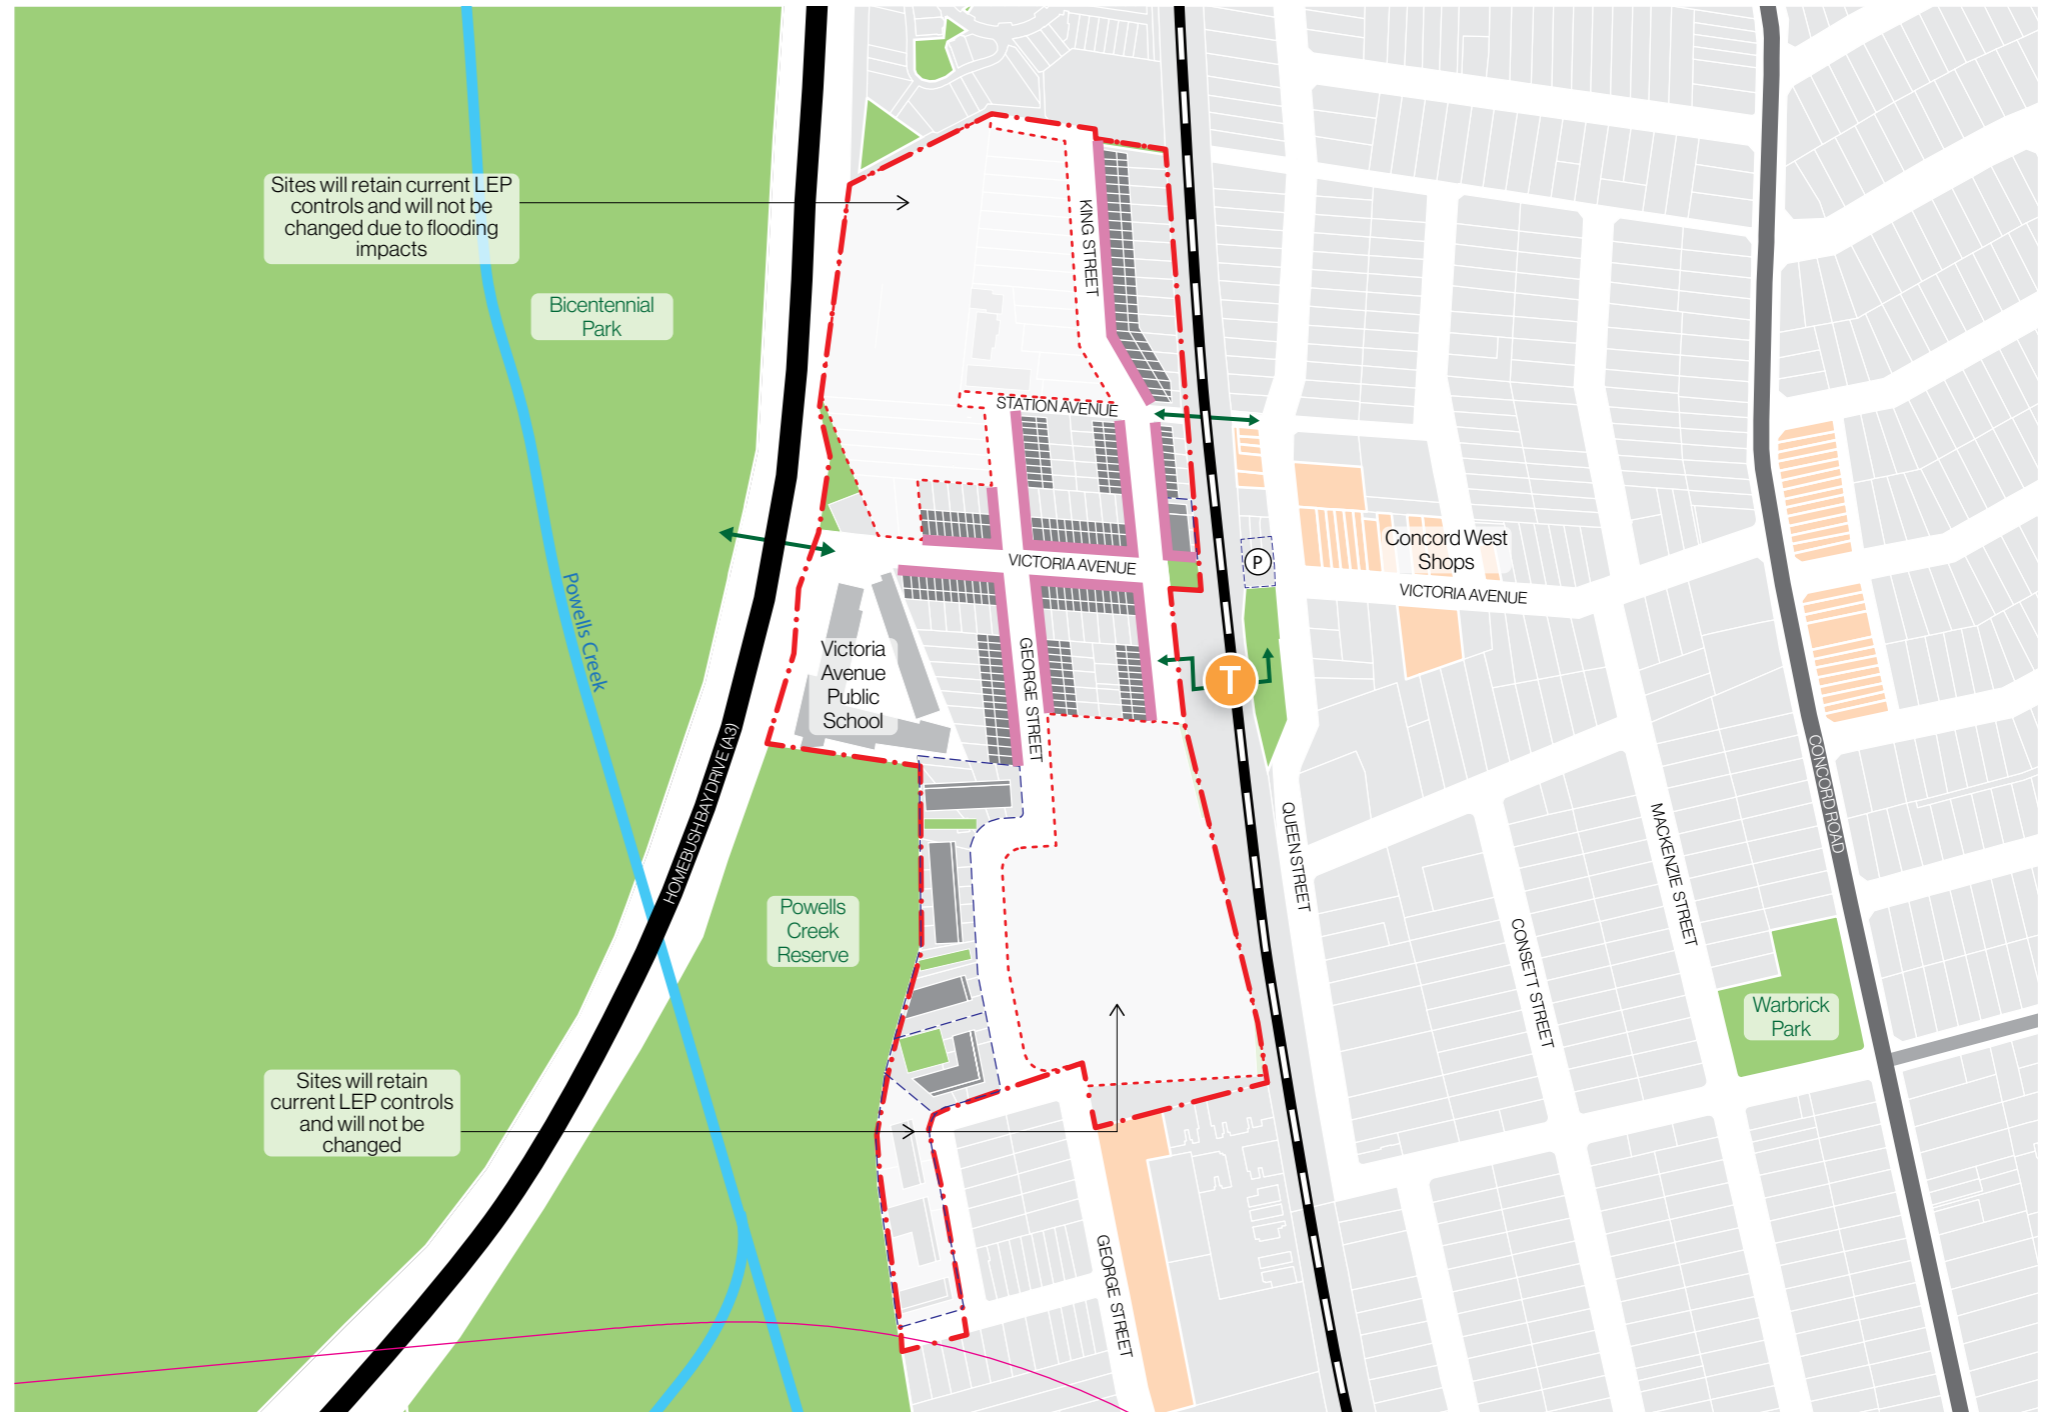 Sites will retain current LEP
controls and will not be
changed due to flooding
impacts
Bicentennial
Park
KING STREET
STATION AVENUE
VICTORIA AVENUE
P
Concord West
Shops
VICTORIA AVENUE
Powells Creek
Victoria
Avenue
Public
School
GEORGE STREET
T
HOMEBUSH BAY DRIVE (A3)
QUEEN STREET
MACKENZIE STREET
CONCORD ROAD
Powells
Creek
Reserve
CONSETT STREET
Warbrick
Park
Sites will retain
current LEP controls
and will not be
changed
GEORGE STREET